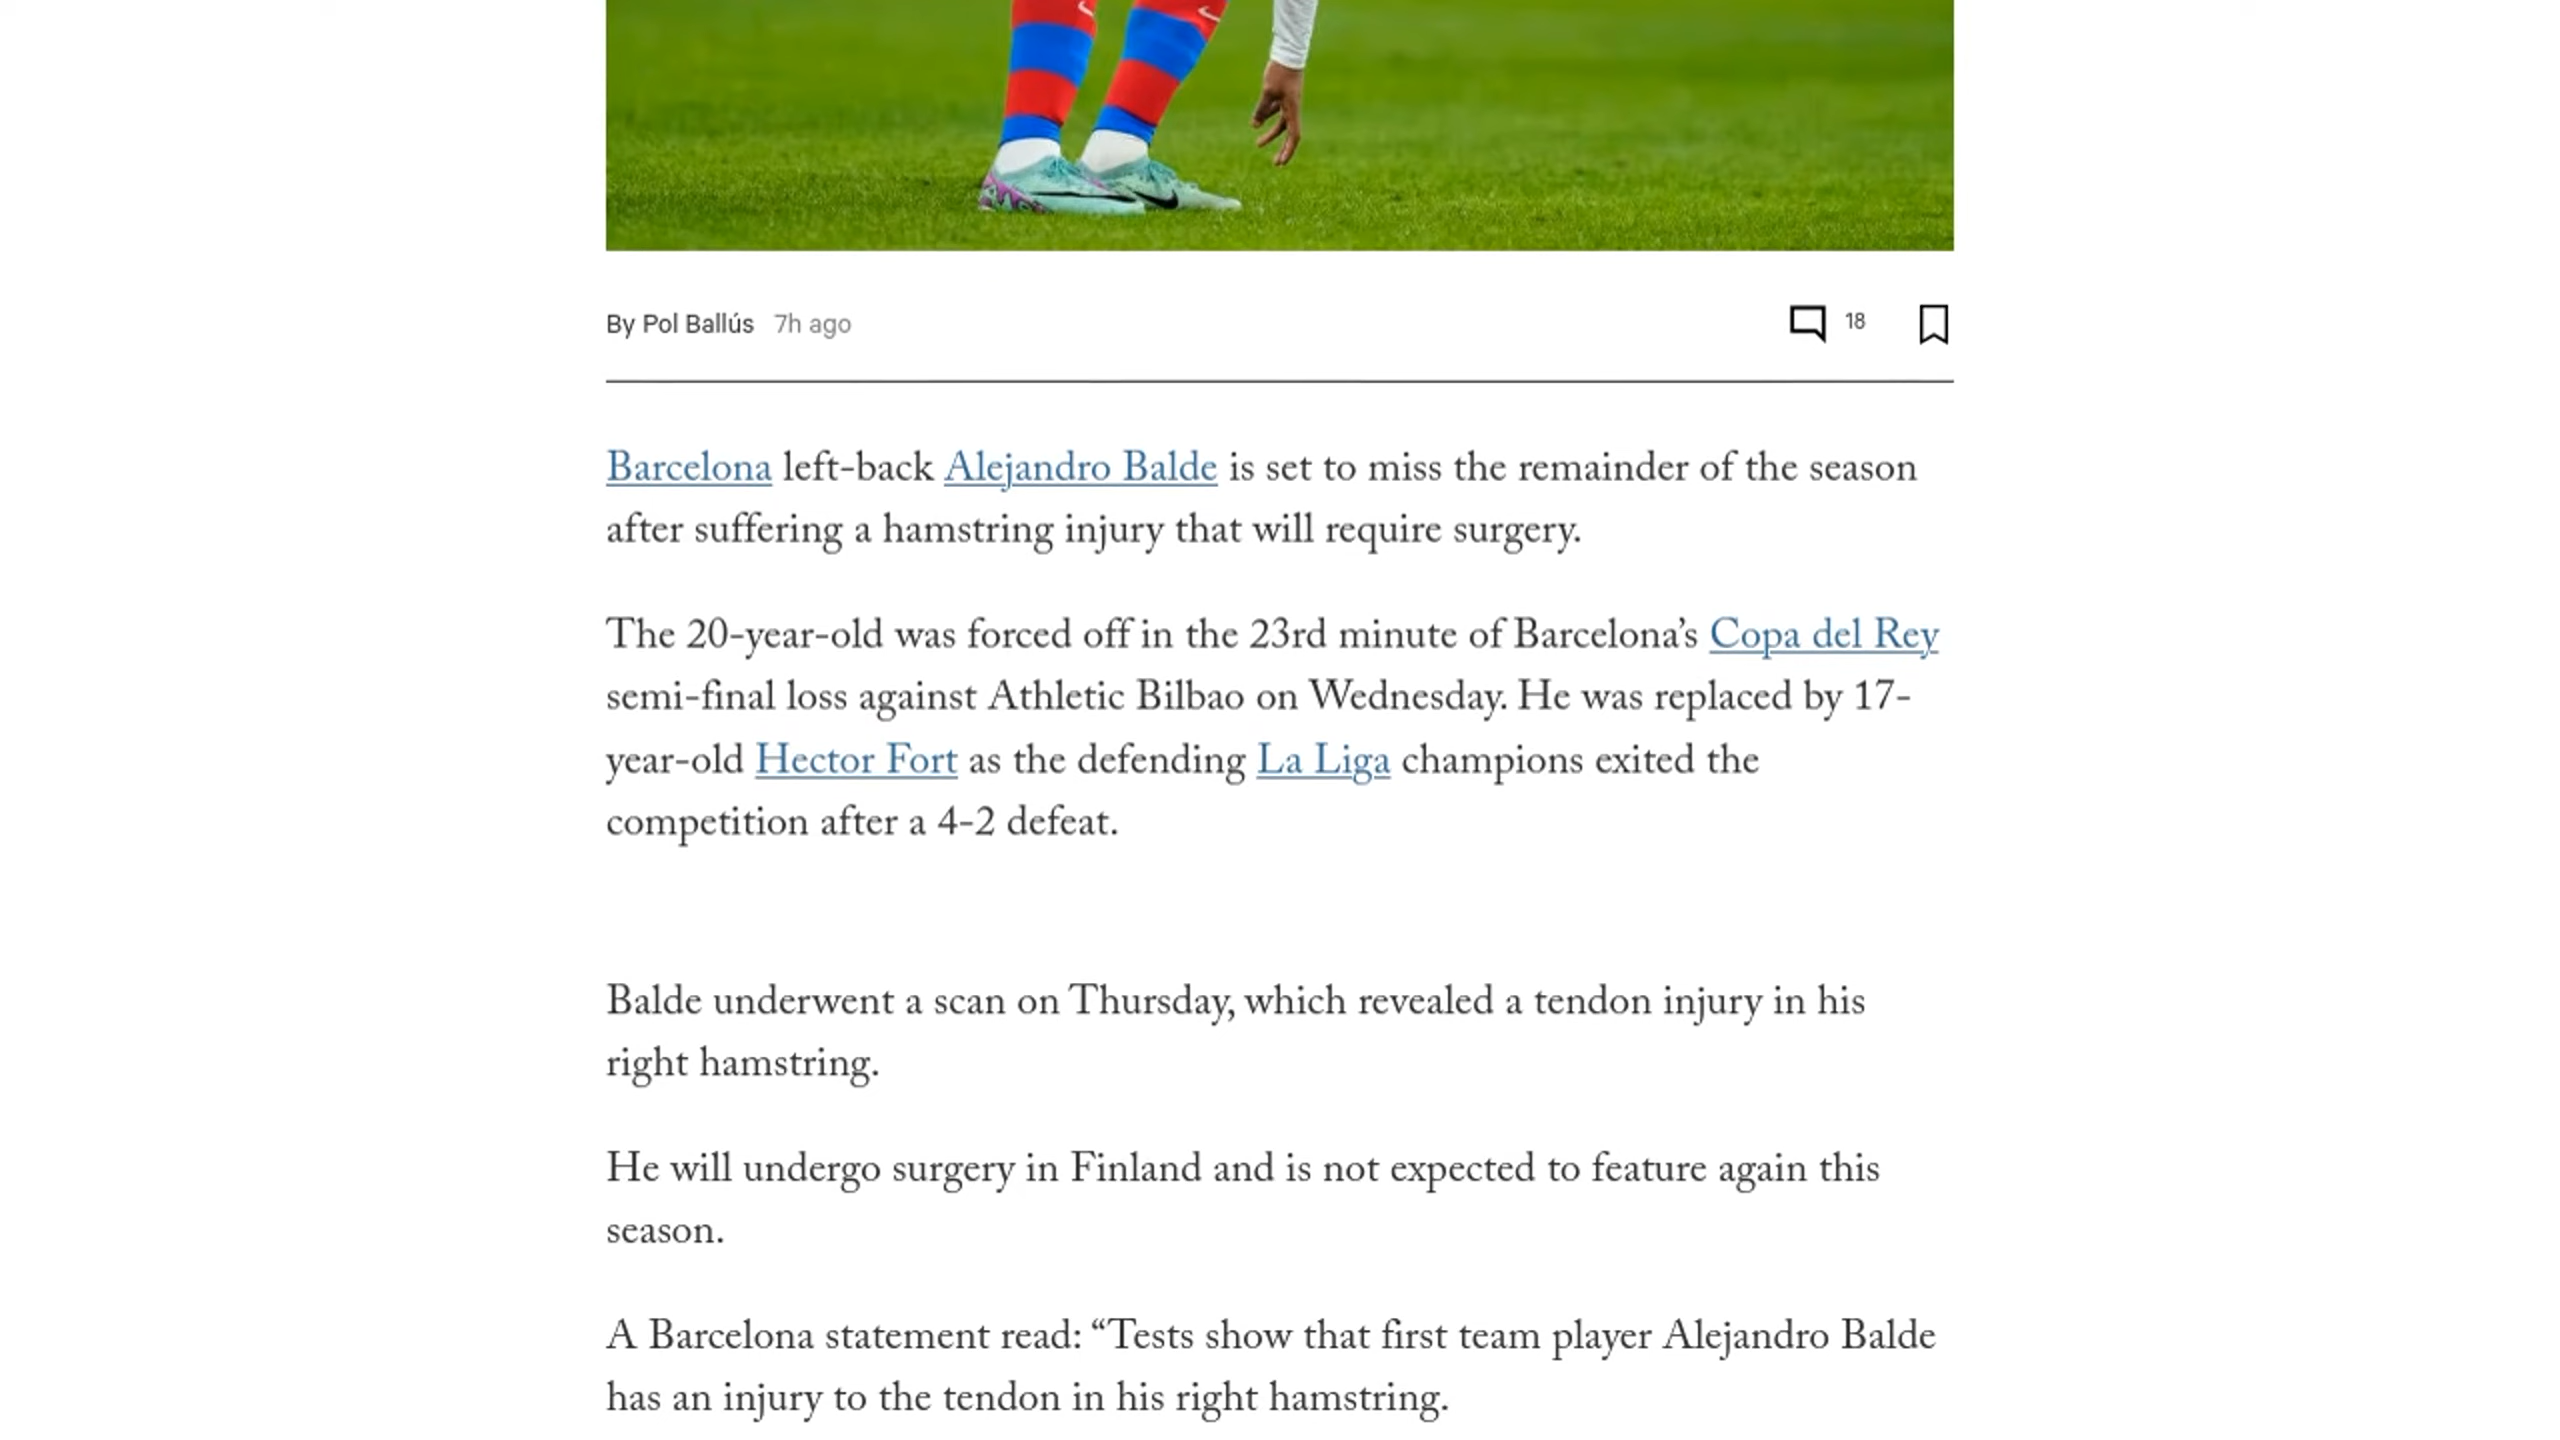 By Pol Ballús 7h ago 18
Barcelona left-back Alejandro Balde is set to miss the remainder of the season
after suffering a hamstring injury that will require surgery.
The 20-year-old was forced off in the 23rd minute of Barcelona’s Copa del Rey
semi-final loss against Athletic Bilbao on Wednesday. He was replaced by 17-
year-old Hector Fort as the defending La Liga champions exited the
competition after a 4-2 defeat.
Balde underwent a scan on Thursday, which revealed a tendon injury in his
right hamstring.
He will undergo surgery in Finland and is not expected to feature again this
season.
A Barcelona statement read: “Tests show that first team player Alejandro Balde
has an injury to the tendon in his right hamstring.